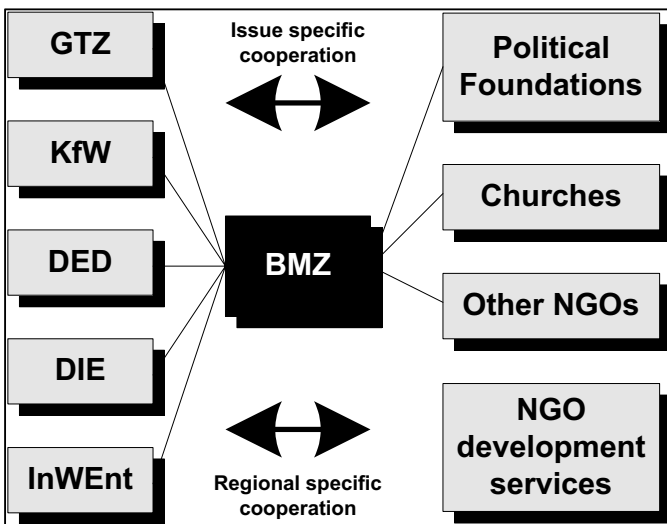 GTZ
KfW
DED
DIE
InWEnt
Issue specific
cooperation
BMZ
Regional specific
cooperation
Political
Foundations
Churches
Other NGOs
NGO
development
services